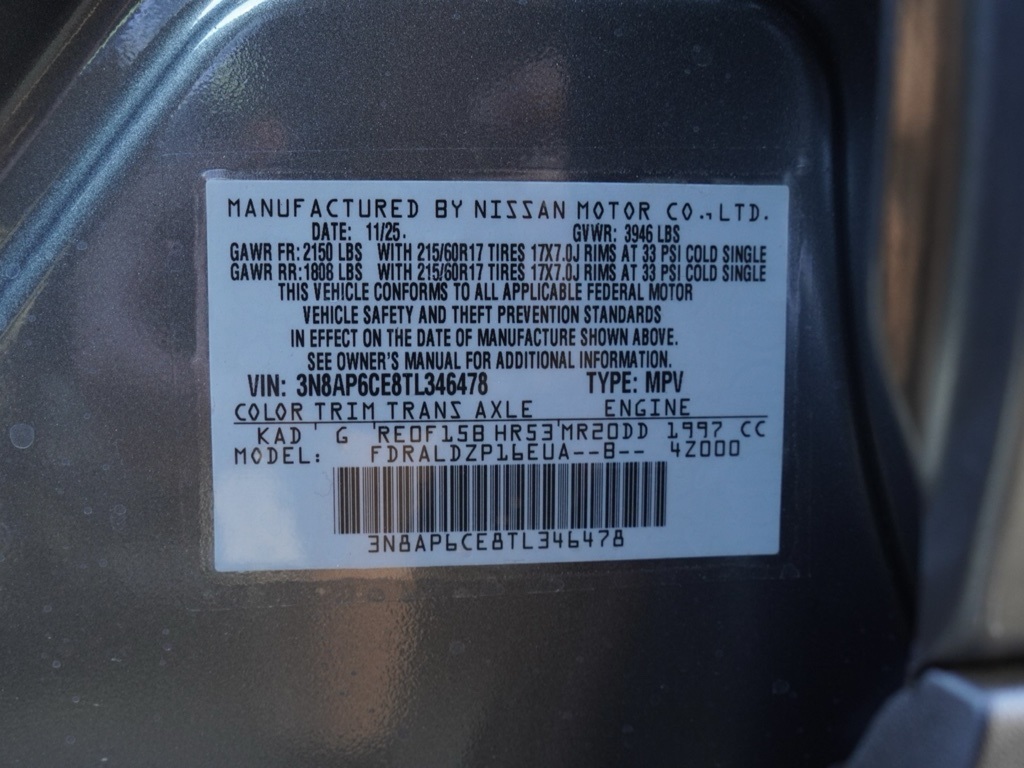 MANUFACTURED BY NISSAN MOTOR CO.,LTD.
DATE: 11/25. GVWR: 3946 LBS
GAWR FR: 2150 LBS WITH 215/60R17 TIRES 17X7.0J RIMS AT 33 PSI COLD SINGLE
GAWR RR: 1808 LBS WITH 215/60R17 TIRES 17X7.0J RIMS AT 33 PSI COLD SINGLE
THIS VEHICLE CONFORMS TO ALL APPLICABLE FEDERAL MOTOR
VEHICLE SAFETY AND THEFT PREVENTION STANDARDS
IN EFFECT ON THE DATE OF MANUFACTURE SHOWN ABOVE.
SEE OWNER'S MANUAL FOR ADDITIONAL INFORMATION.
VIN: 3N8AP6CE8TL346478 TYPE: MPV
COLOR TRIM TRANS AXLE ENGINE
KAD ' G 'RE0F15B HR53'MR20DD 1997 CC
MODEL: FDRALDZP16EUA--B-- 4Z000
3N8AP6CE8TL346478